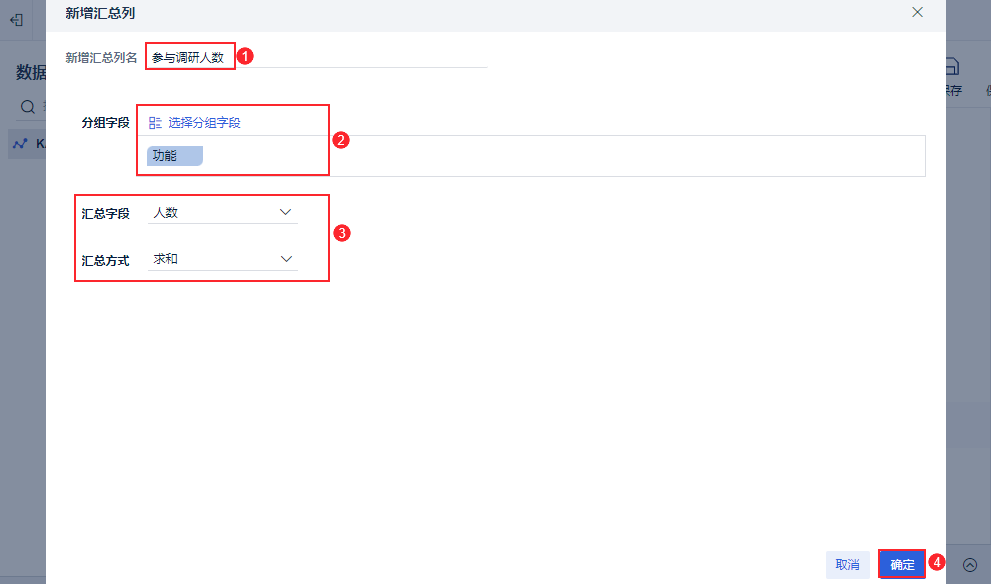 新增汇总列
新增汇总列名 参与调研人数 1
数据
分组字段 选择分组字段
2
功能
K
汇总字段 人数
3
汇总方式 求和
取消 确定 4